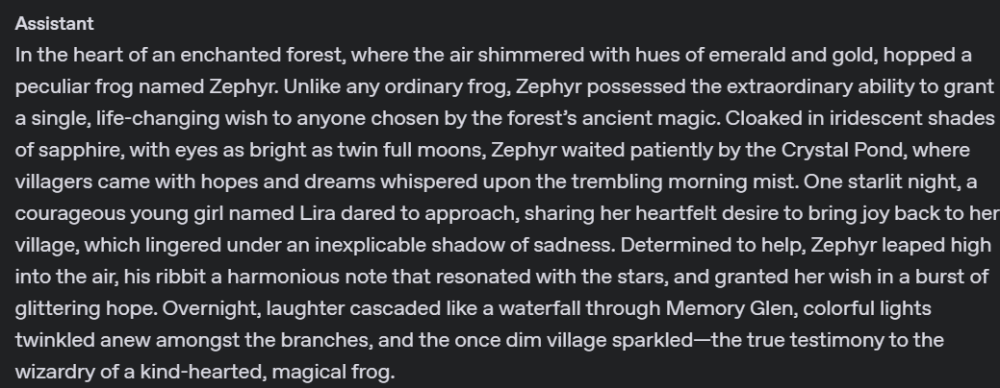 Assistant
In the heart of an enchanted forest, where the air shimmered with hues of emerald and gold, hopped a
peculiar frog named Zephyr. Unlike any ordinary frog, Zephyr possessed the extraordinary ability to grant
a single, life-changing wish to anyone chosen by the forest’s ancient magic. Cloaked in iridescent shades
of sapphire, with eyes as bright as twin full moons, Zephyr waited patiently by the Crystal Pond, where
villagers came with hopes and dreams whispered upon the trembling morning mist. One starlit night, a
courageous young girl named Lira dared to approach, sharing her heartfelt desire to bring joy back to her
village, which lingered under an inexplicable shadow of sadness. Determined to help, Zephyr leaped high
into the air, his ribbit a harmonious note that resonated with the stars, and granted her wish in a burst of
glittering hope. Overnight, laughter cascaded like a waterfall through Memory Glen, colorful lights
twinkled anew amongst the branches, and the once dim village sparkled—the true testimony to the
wizardry of a kind-hearted, magical frog.